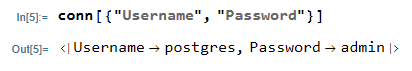 In[5]:= conn[{"Username", "Password"}]
Out[5]= <|Username → postgres, Password → admin|>